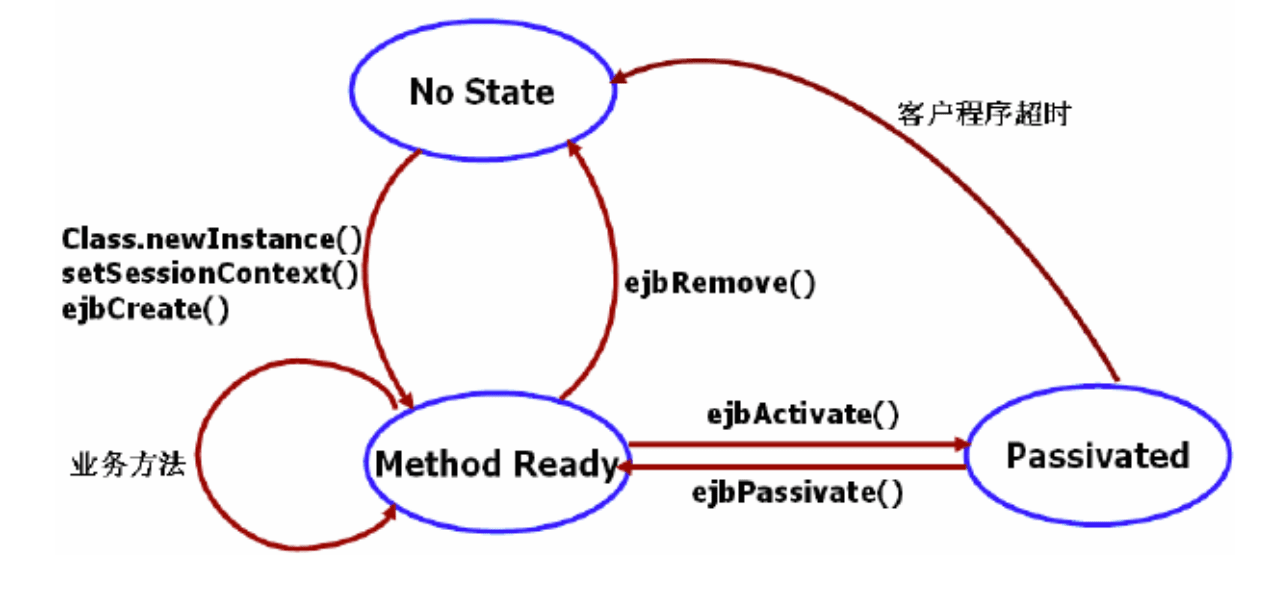 No State
客户程序超时
Class.newInstance()
setSessionContext()
ejbCreate()
ejbRemove()
业务方法
Method Ready
ejbActivate()
ejbPassivate()
Passivated